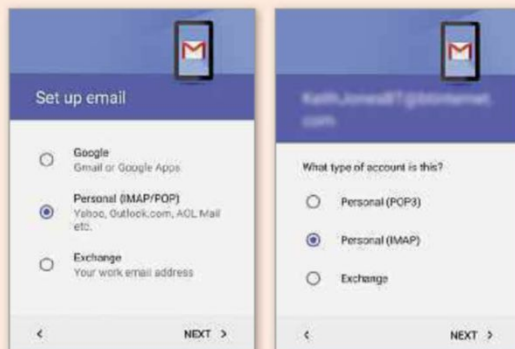 Set up email
Google
Gmail or Google Apps
Personal (IMAP/POP)
Yahoo, Outlook.com, AOL Mail
etc.
Exchange
Your work email address
< NEXT >
What type of account is this?
Personal (POP3)
Personal (IMAP)
Exchange
< NEXT >